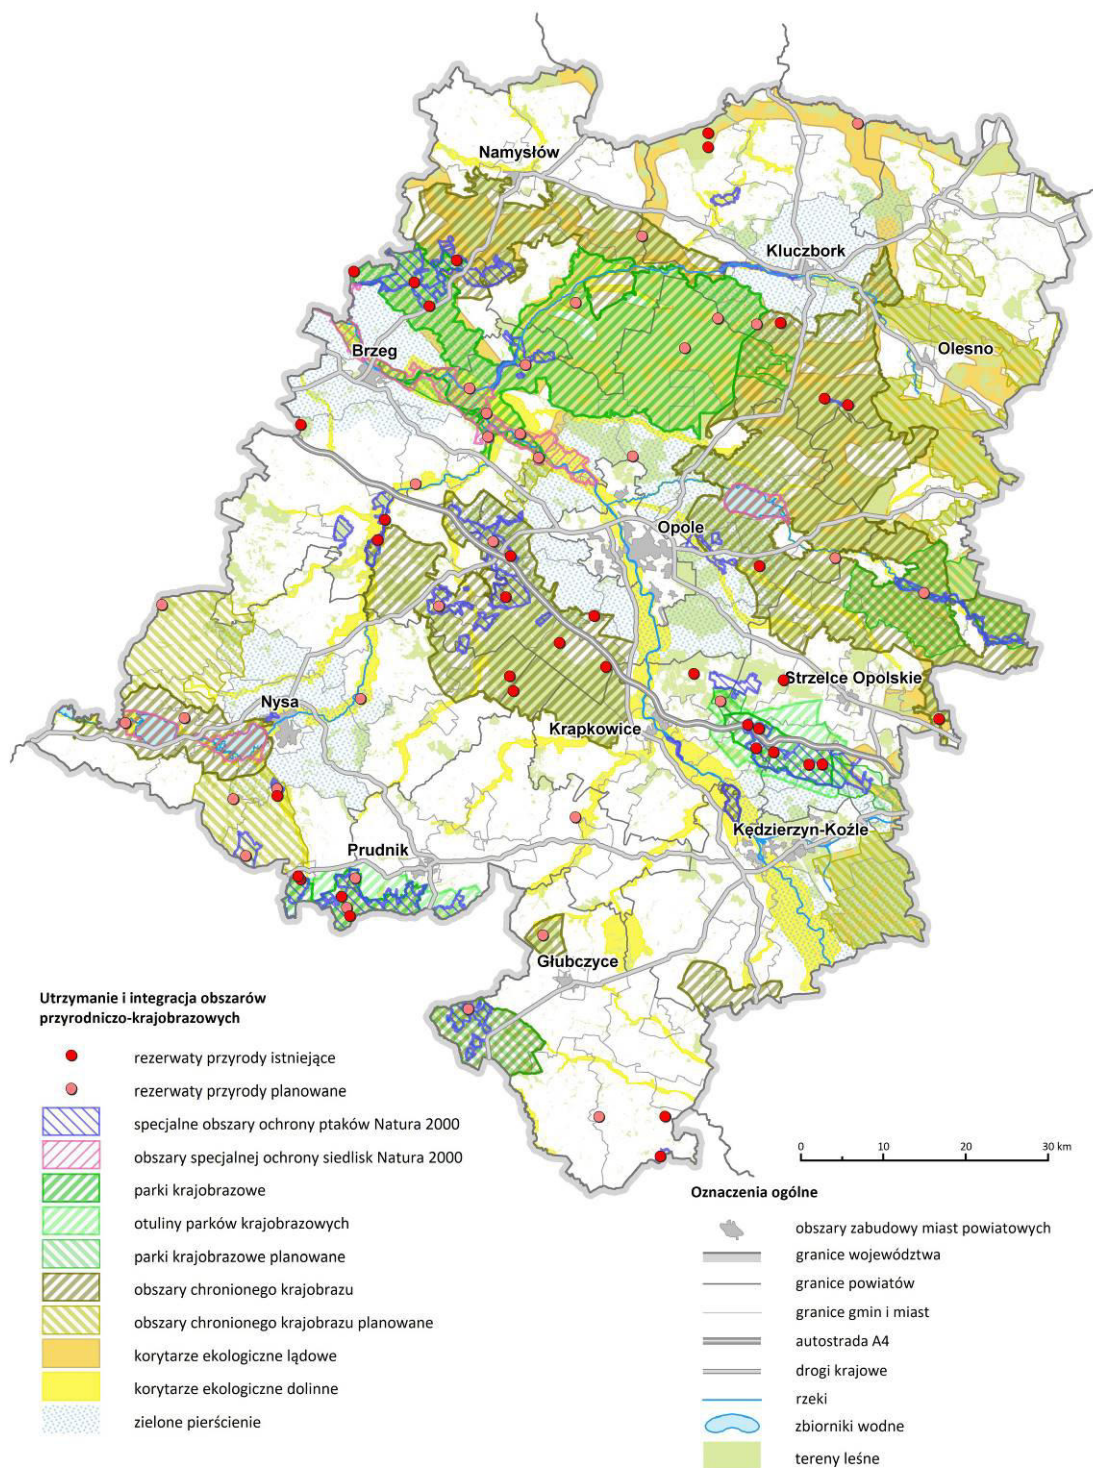 Namysłów
Kluczbork
Brzeg
Olesno
Opole
Nysa
Strzelce Opolskie
Krapkowice
Kędzierzyn-Koźle
Prudnik
Głubczyce
Utrzymanie i integracja obszarów
przyrodniczo-krajobrazowych
rezerwaty przyrody istniejące
rezerwaty przyrody planowane
specjalne obszary ochrony ptaków Natura 2000
obszary specjalnej ochrony siedlisk Natura 2000
parki krajobrazowe
otuliny parków krajobrazowych
parki krajobrazowe planowane
obszary chronionego krajobrazu
obszary chronionego krajobrazu planowane
korytarze ekologiczne lądowe
korytarze ekologiczne dolinne
zielone pierścienie
0 10 20 30 km
Oznaczenia ogólne
obszary zabudowy miast powiatowych
granice województwa
granice powiatów
granice gmin i miast
autostrada A4
drogi krajowe
rzeki
zbiorniki wodne
tereny leśne